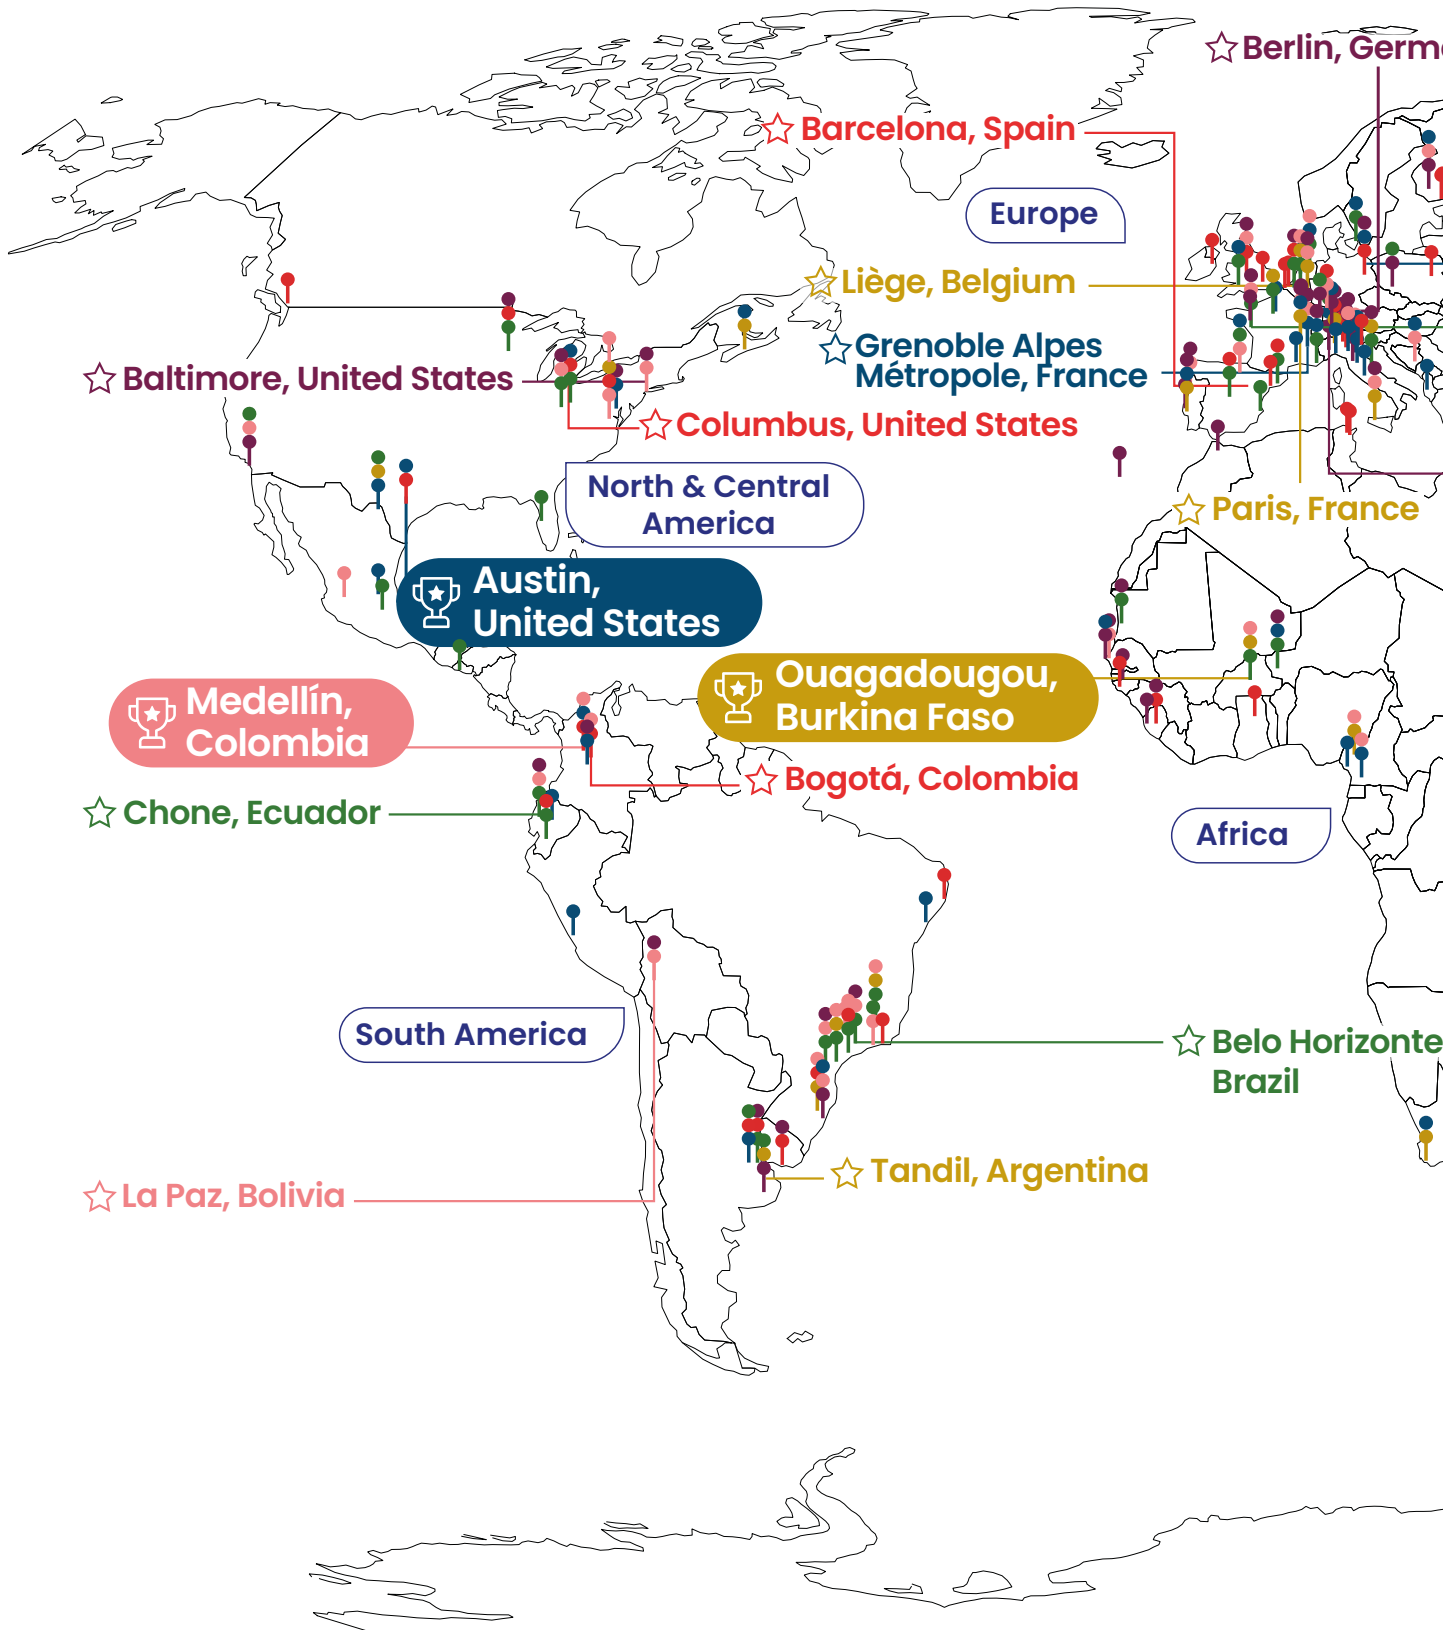 Berlin, Germ
Barcelona, Spain
Europe
Liège, Belgium
Grenoble Alpes
Métropole, France
Baltimore, United States
Columbus, United States
North & Central
America
Paris, France
Austin,
United States
Ouagadougou,
Burkina Faso
Medellín,
Colombia
Bogotá, Colombia
Chone, Ecuador
Africa
South America
Belo Horizonte
Brazil
Tandil, Argentina
La Paz, Bolivia